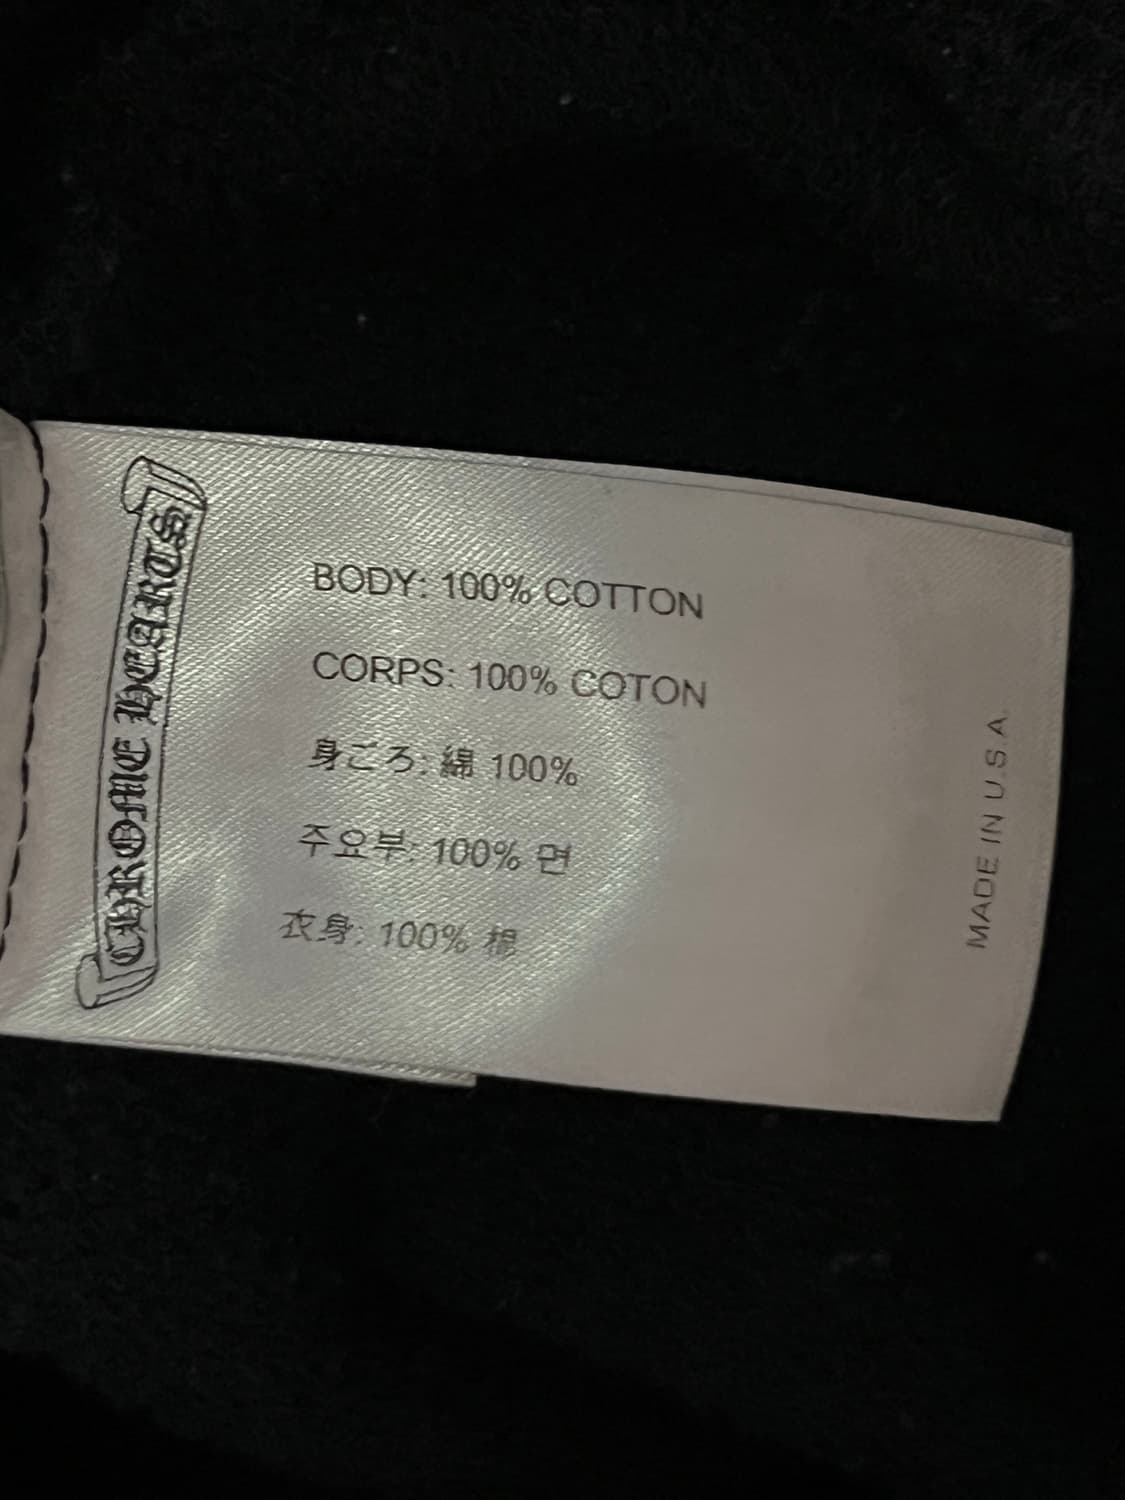 CHROME HEARTS
BODY: 100% COTTON
CORPS: 100% COTON
身ごろ: 綿 100%
주요부: 100% 면
衣身: 100% 棉
MADE IN U.S.A.